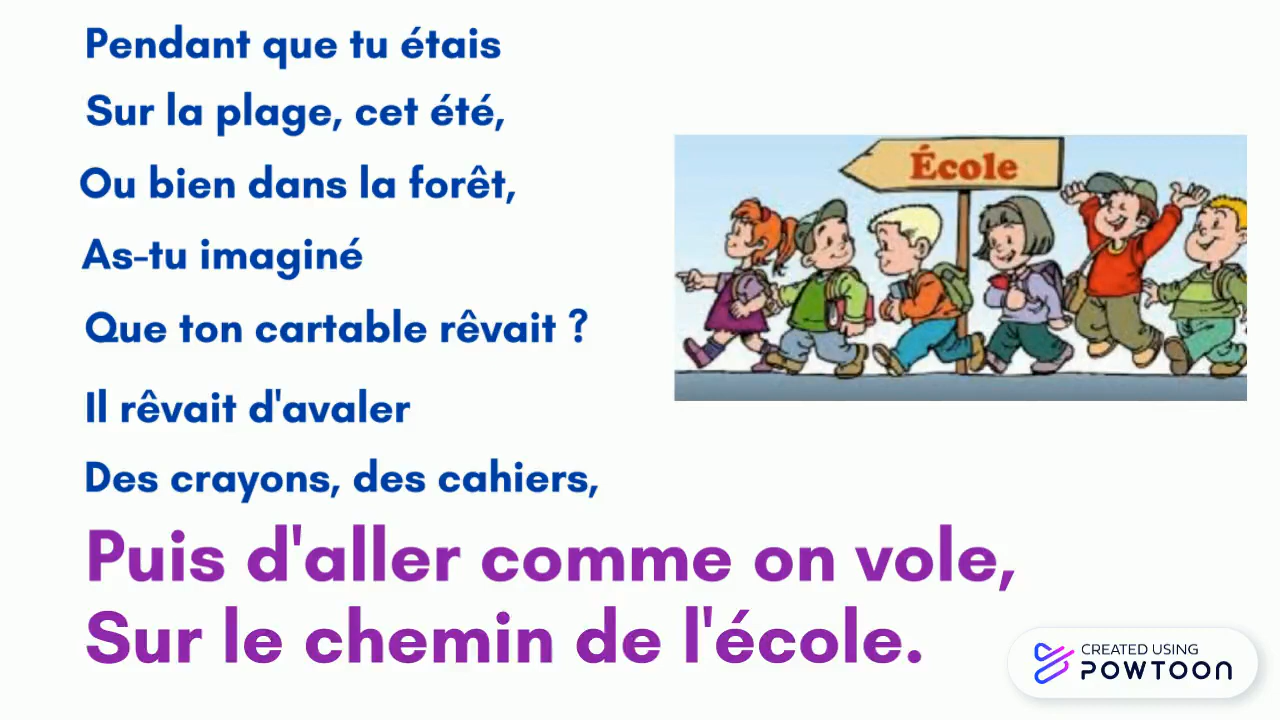 Pendant que tu étais
Sur la plage, cet été,
Ou bien dans la forêt,
As-tu imaginé
Que ton cartable rêvait ?
Il rêvait d'avaler
Des crayons, des cahiers,
Puis d'aller comme on vole,
Sur le chemin de l'école.
École
CREATED USING
POWTOON